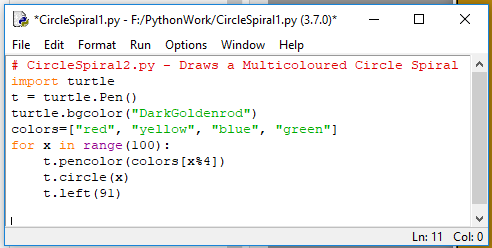 *CircleSpiral1.py - F:/PythonWork/CircleSpiral1.py (3.7.0)*
File Edit Format Run Options Window Help
# CircleSpiral2.py - Draws a Multicoloured Circle Spiral
import turtle
t = turtle.Pen()
turtle.bgcolor("DarkGoldenrod")
colors=["red", "yellow", "blue", "green"]
for x in range(100):
    t.pencolor(colors[x%4])
    t.circle(x)
    t.left(91)
Ln: 11 Col: 0